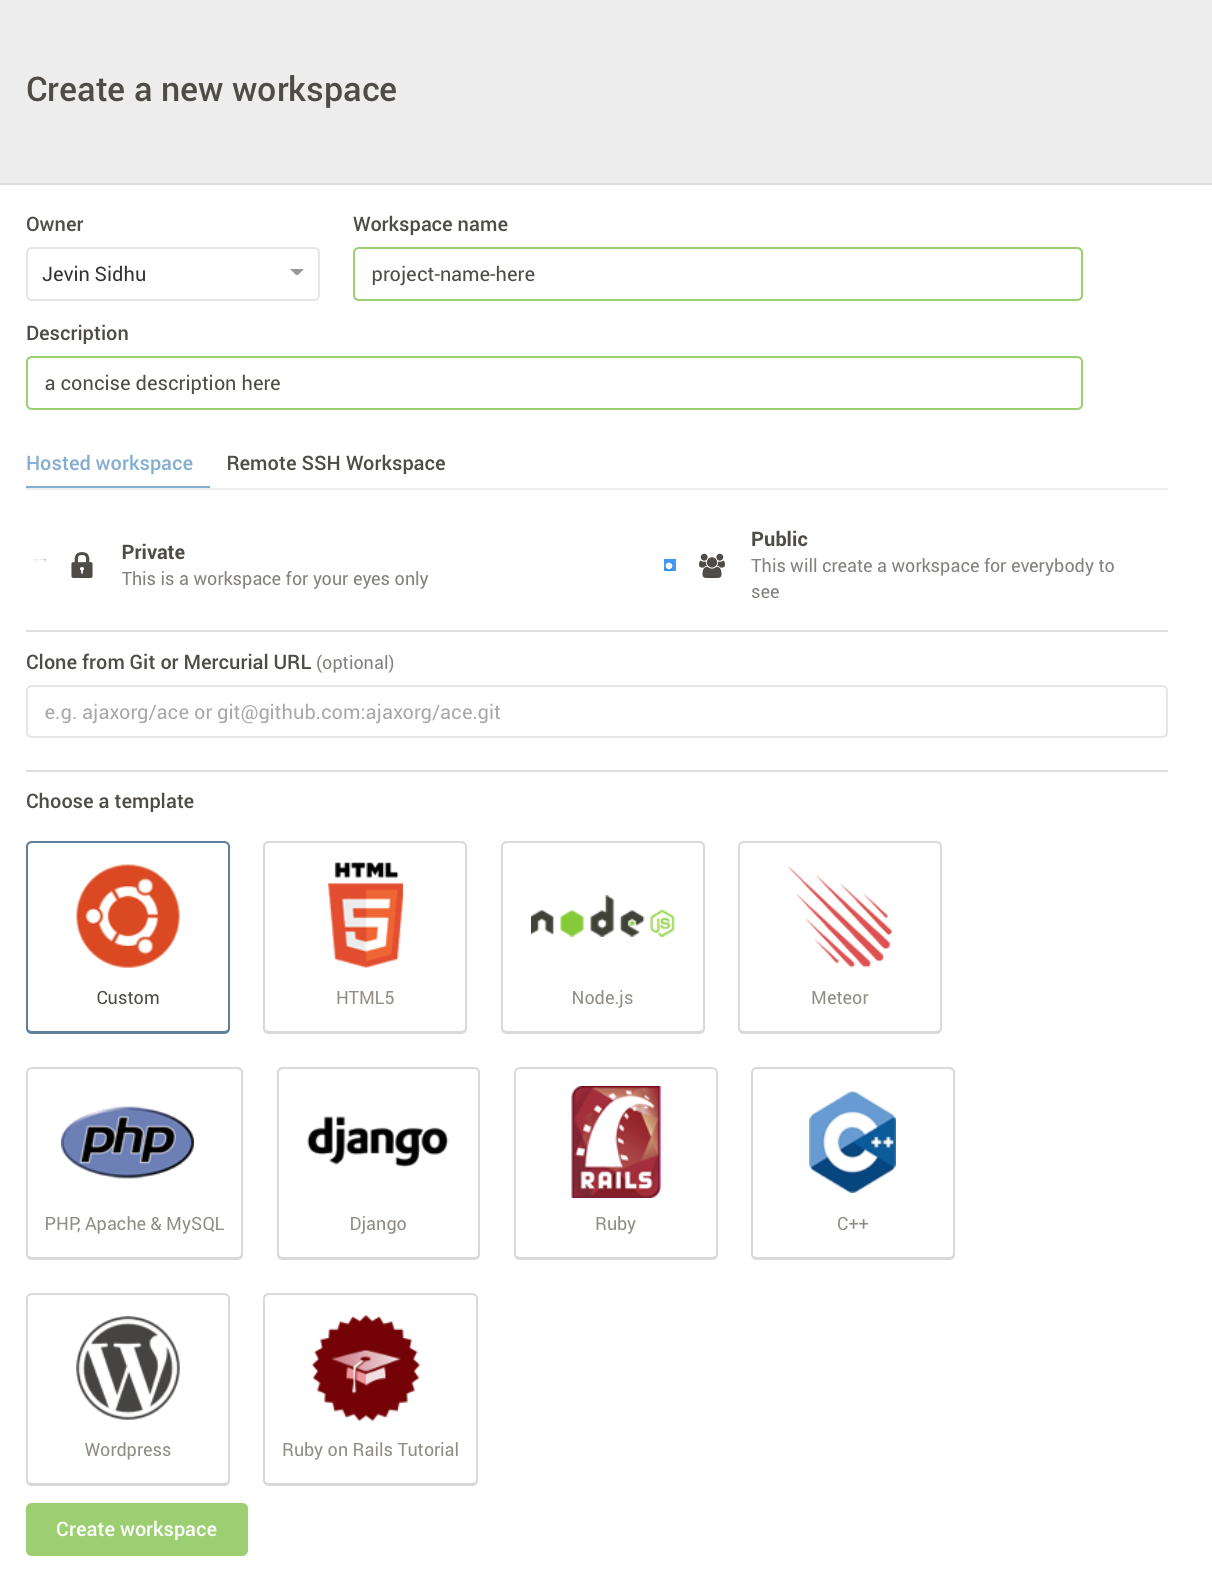 Create a new workspace
Owner
Workspace name
Jevin Sidhu
project-name-here
Description
a concise description here
Hosted workspace
Remote SSH Workspace
Private
This is a workspace for your eyes only
Public
This will create a workspace for everybody to
see
Clone from Git or Mercurial URL (optional)
e.g. ajaxorg/ace or git@github.com:ajaxorg/ace.git
Choose a template
HTML
5
node
JS
Custom
HTML5
Node.js
Meteor
php
django
RAILS
C++
PHP, Apache & MySQL
Django
Ruby
C++
W
Wordpress
Ruby on Rails Tutorial
Create workspace